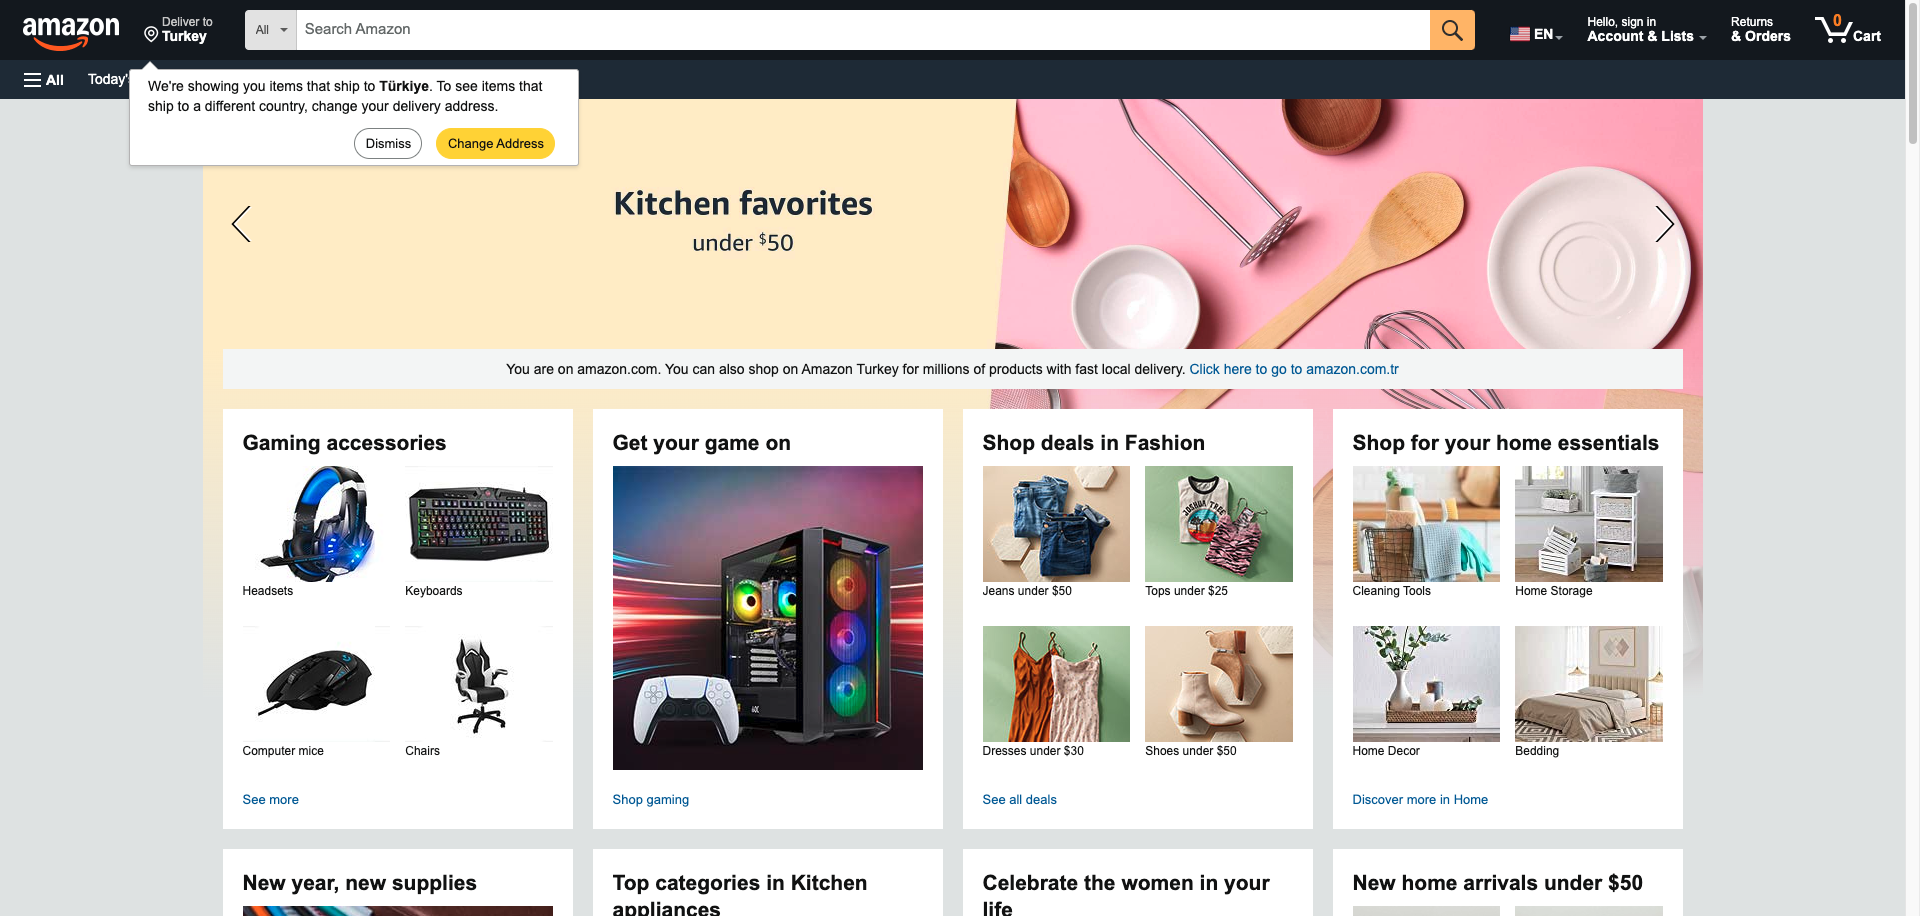 amazon
Deliver to
Turkey
All
Search Amazon
EN
Hello, sign in
Account & Lists
Returns
& Orders
0
Cart
All
Today's
We're showing you items that ship to Türkiye. To see items that
ship to a different country, change your delivery address.
Dismiss
Change Address
Kitchen favorites
under $50
You are on amazon.com. You can also shop on Amazon Turkey for millions of products with fast local delivery. Click here to go to amazon.com.tr
Gaming accessories
Headsets
Keyboards
Computer mice
Chairs
See more
Get your game on
Shop gaming
Shop deals in Fashion
JOSHUA TREE
Jeans under $50
Tops under $25
Dresses under $30
Shoes under $50
See all deals
Shop for your home essentials
Cleaning Tools
Home Storage
Home Decor
Bedding
Discover more in Home
New year, new supplies
Top categories in Kitchen
appliances
Celebrate the women in your
life
New home arrivals under $50